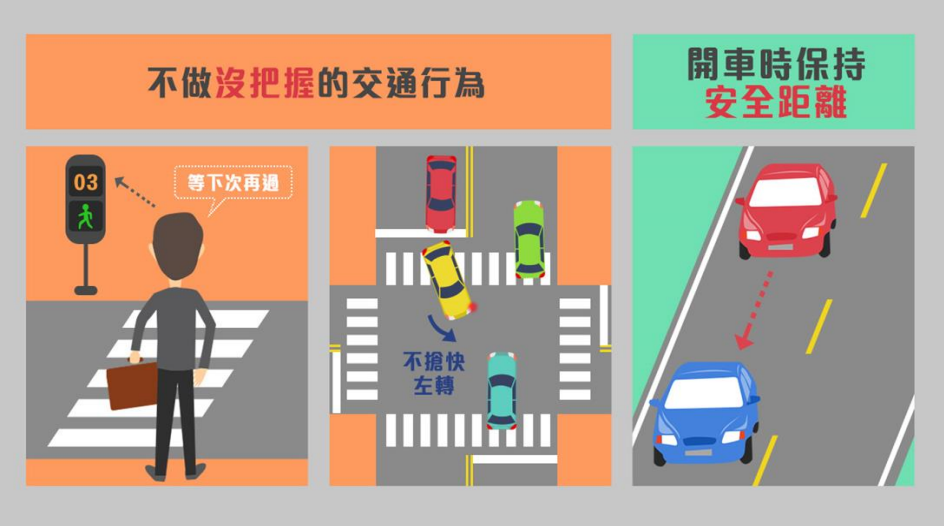 不做沒把握的交通行為
開車時保持
安全距離
03
等下次再過
不搶快
左轉